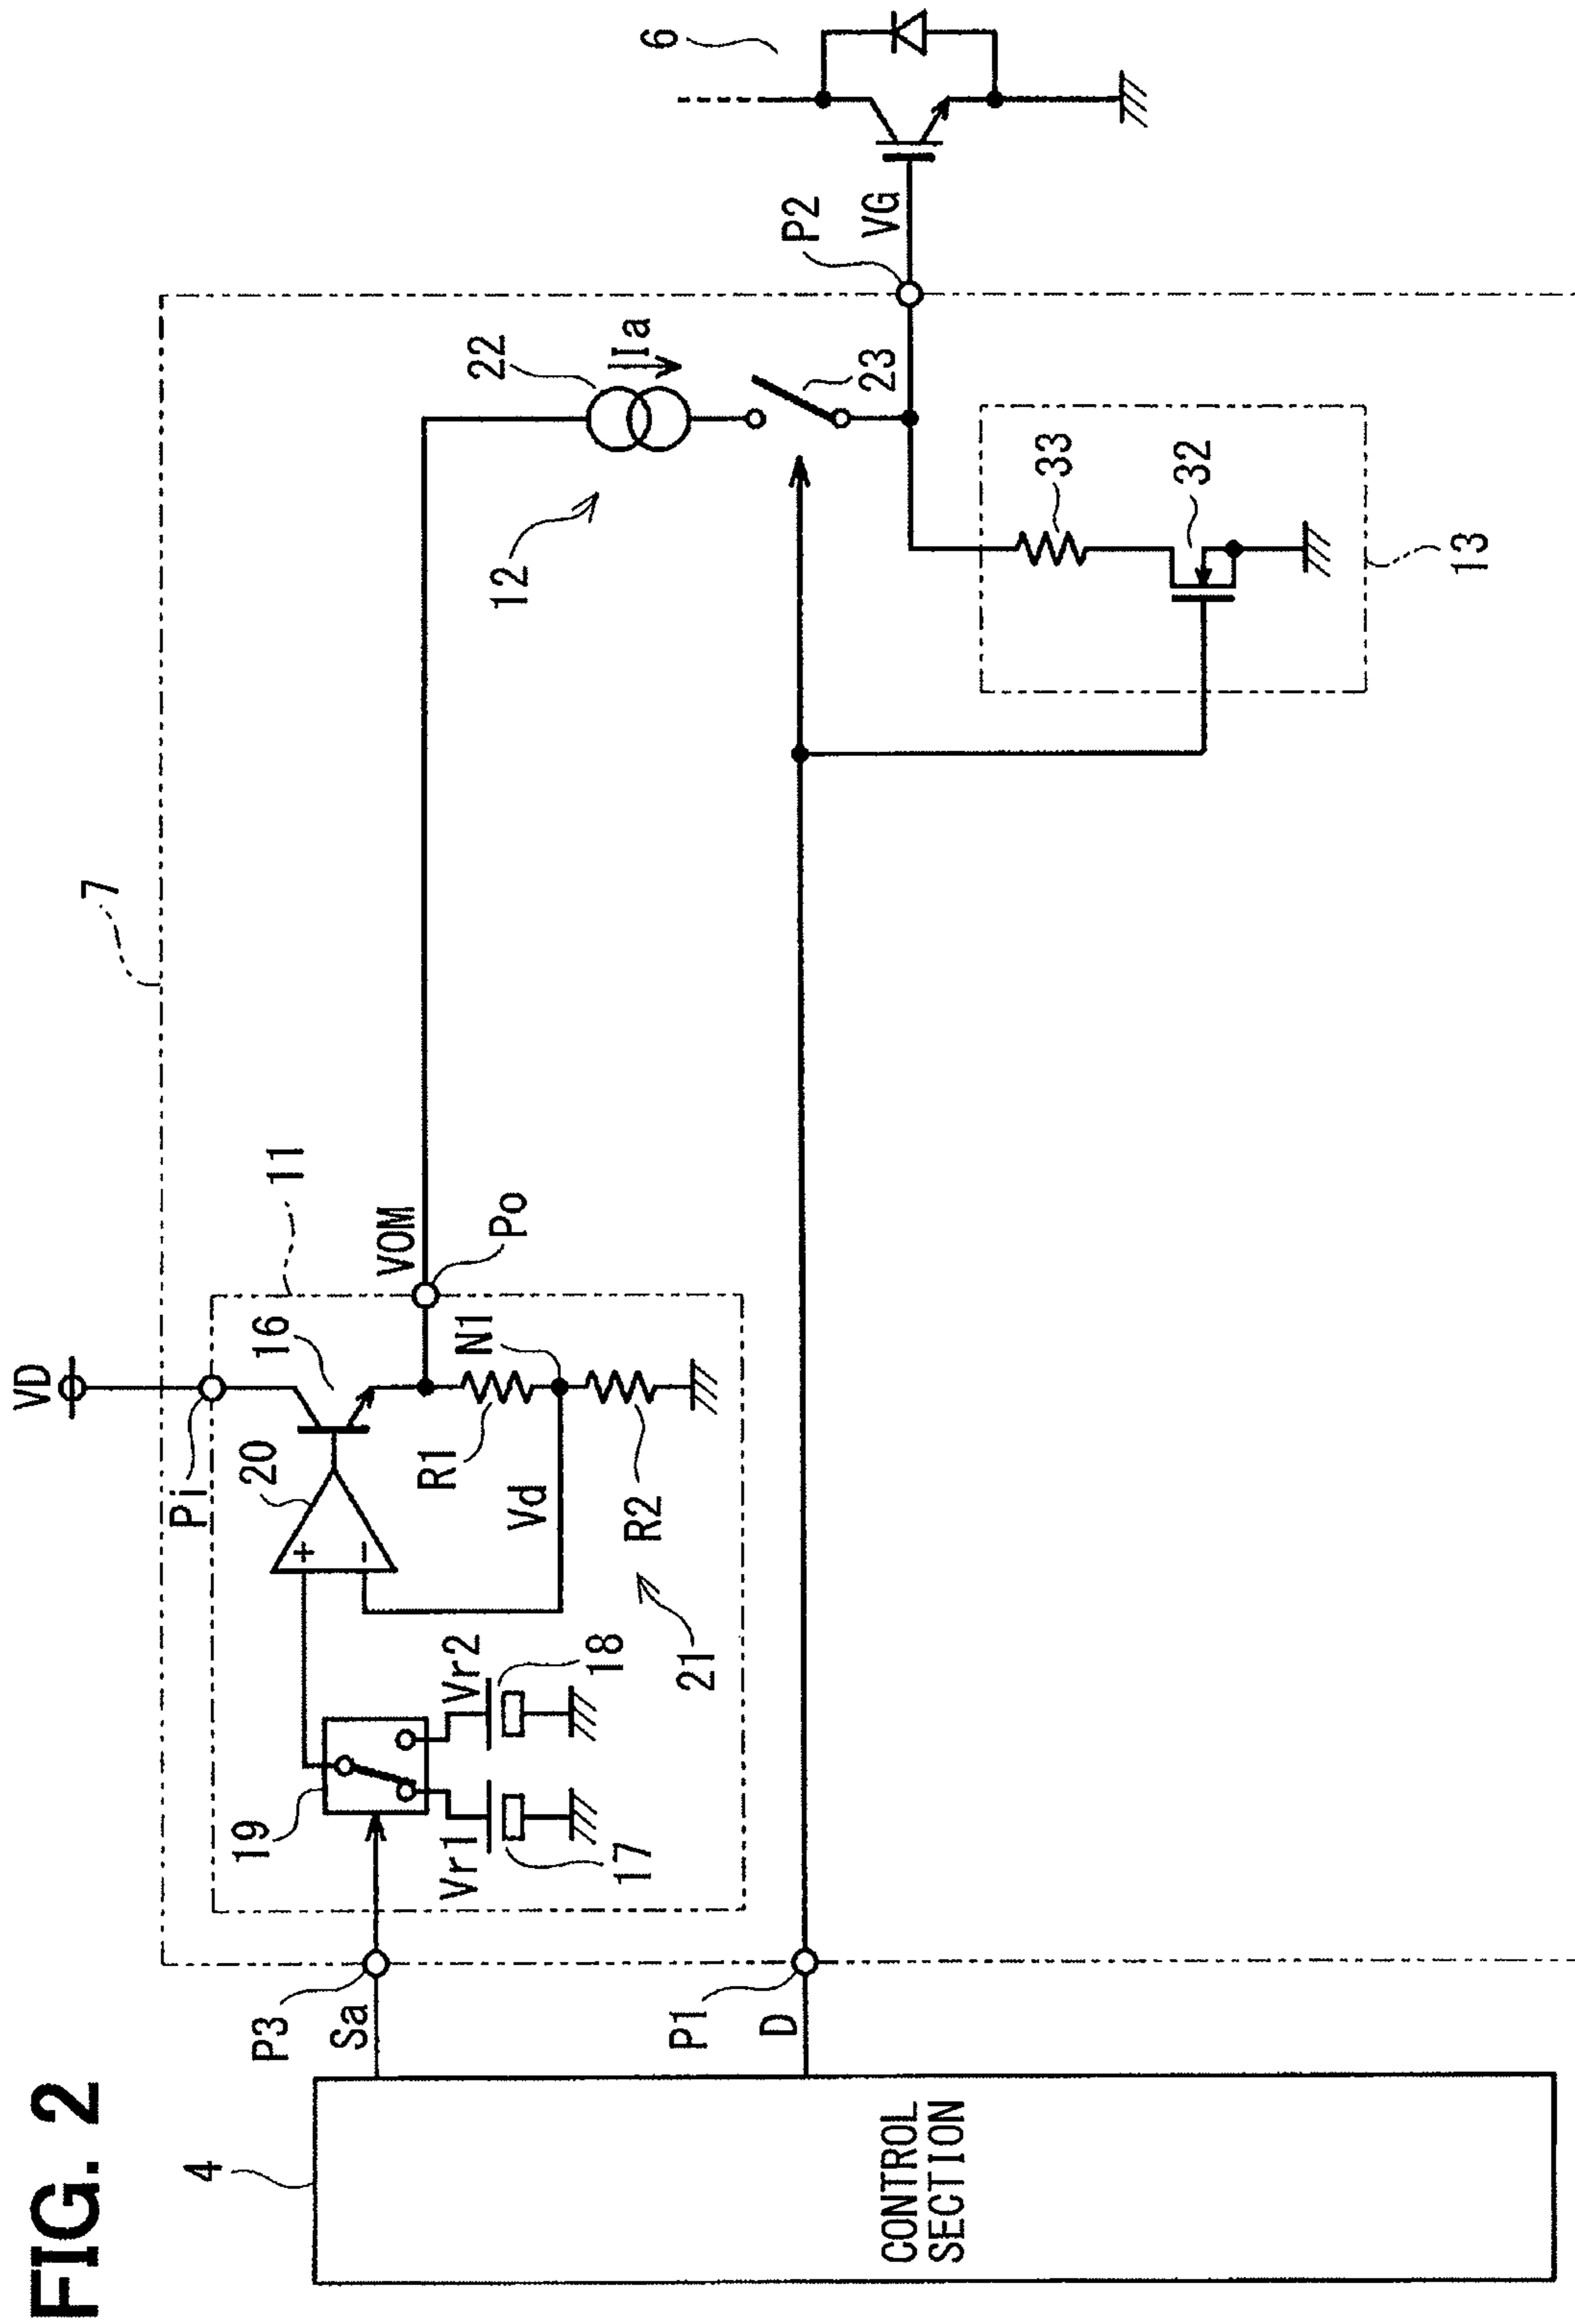 FIG. 2
VD
7
11
Pi
16
20
VOM
Po
N1
R1
Vd
R2
21
19
Vr1
Vr2
17
18
12
22
Ia
23
P2
VG
6
33
32
13
P3
Sa
P1
D
4
CONTROL
SECTION
+
−